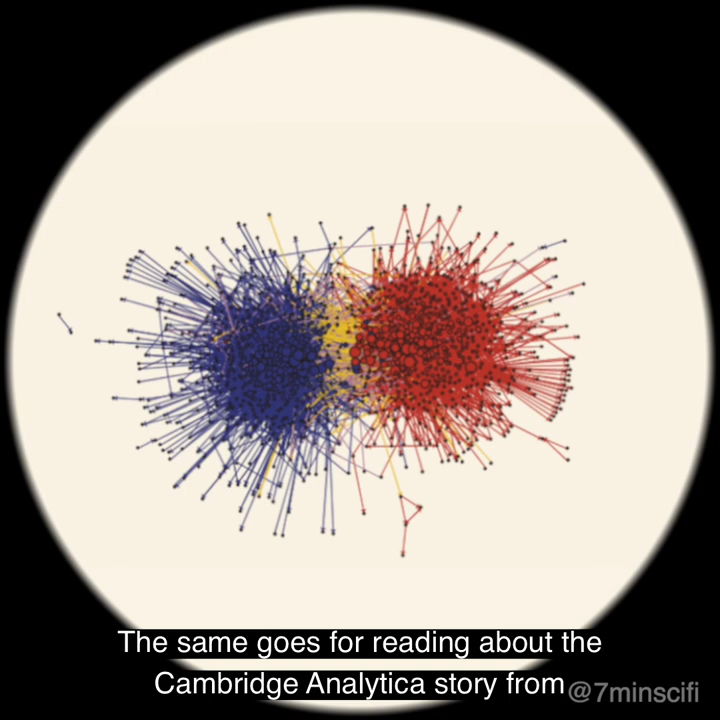 The same goes for reading about the
Cambridge Analytica story from
@7minscifi